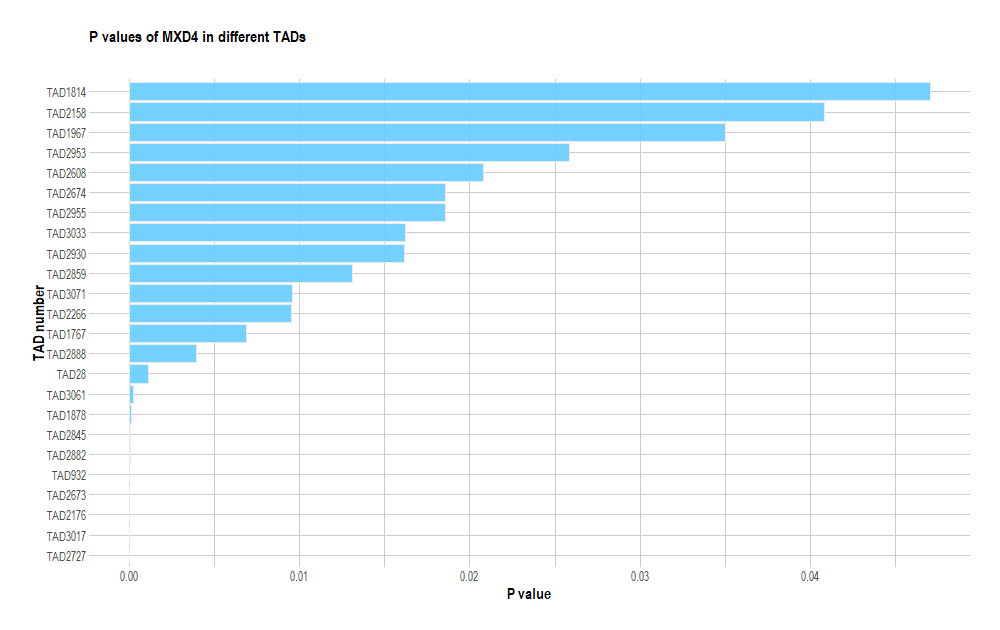 P values of MXD4 in different TADs
TAD1814
TAD2158
TAD1967
TAD2953
TAD2608
TAD2674
TAD2955
TAD3033
TAD2930
TAD2859
TAD3071
TAD2266
TAD1767
TAD2888
TAD28
TAD3061
TAD1878
TAD2845
TAD2882
TAD932
TAD2673
TAD2176
TAD3017
TAD2727
TAD number
0.00 0.01 0.02 0.03 0.04
P value